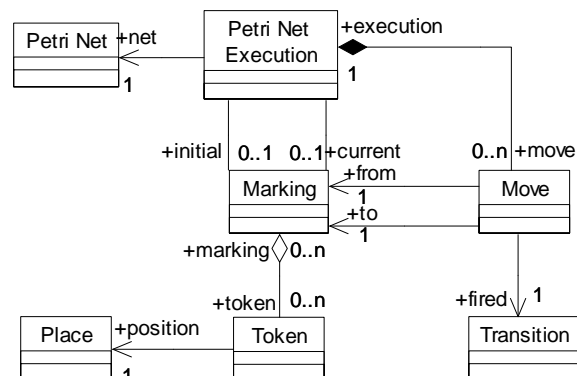 Petri Net
+net
1
Petri Net
Execution
+execution
1
+initial
0..1
0..1
+current
0..n
+move
Marking
+from
1
+to
1
Move
+marking
0..n
+token
0..n
+fired
1
Place
+position
1
Token
Transition